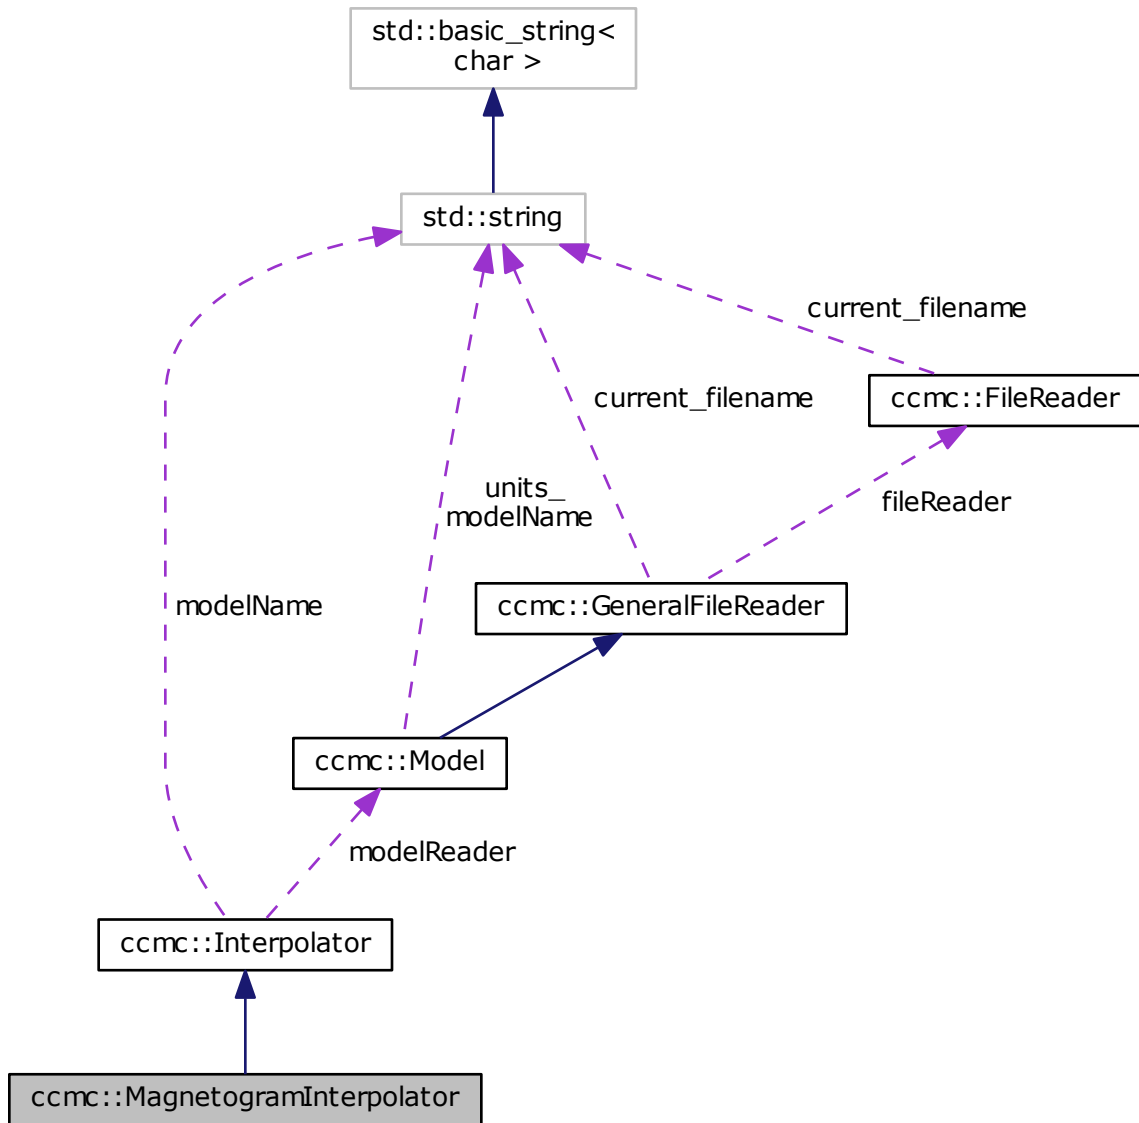 std::basic_string<
char >
std::string
current_filename
ccmc::FileReader
current_filename
units_
modelName
fileReader
modelName
ccmc::GeneralFileReader
ccmc::Model
modelReader
ccmc::Interpolator
ccmc::MagnetogramInterpolator